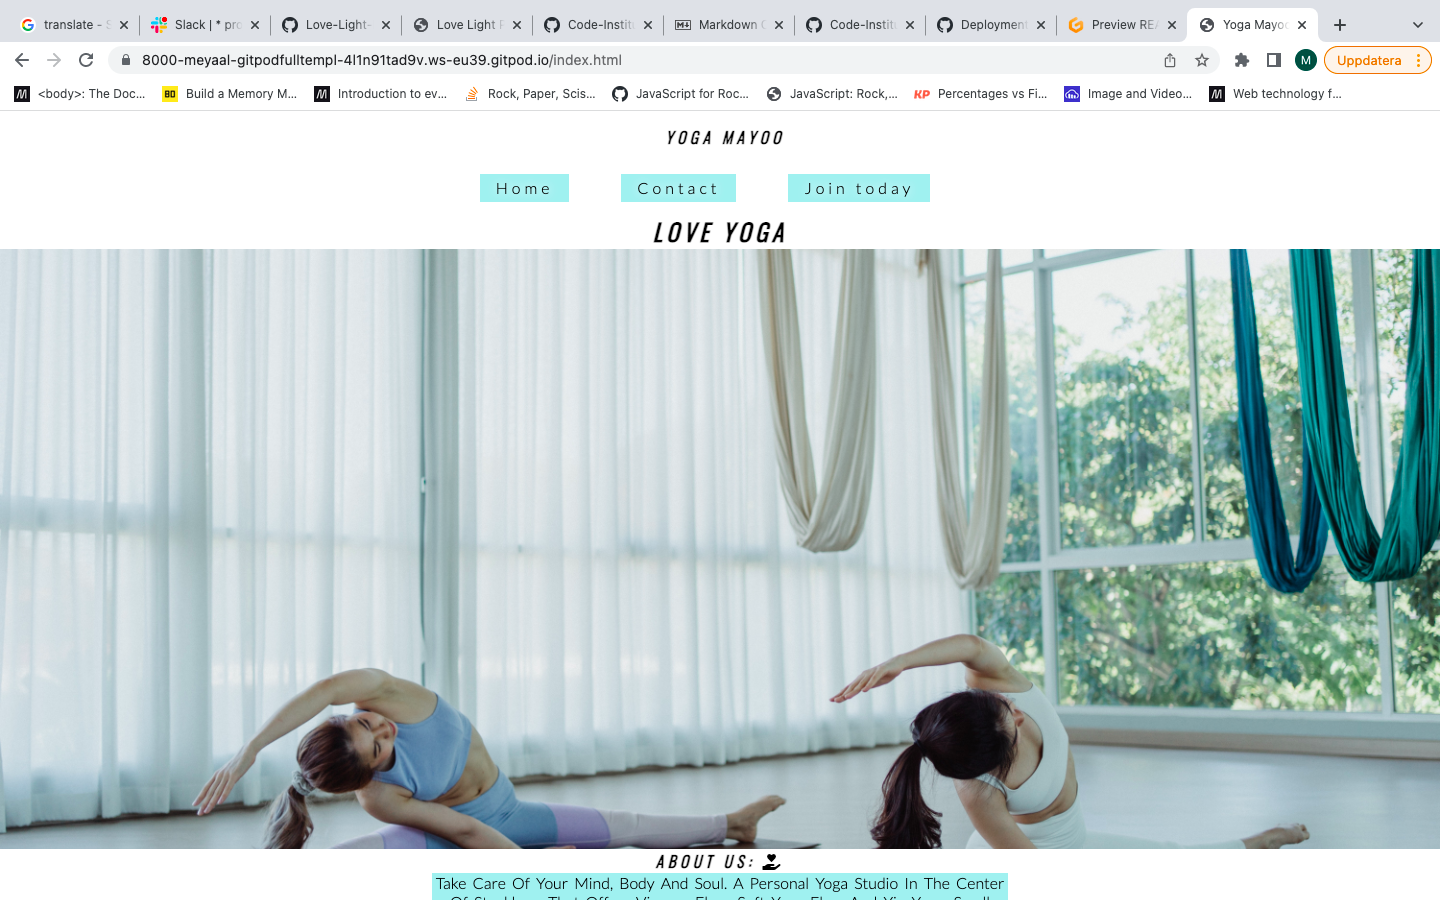 translate - S
Slack | * pro
Love-Light-
Love Light P
Code-Institu
Markdown C
Code-Institu
Deployment
Preview REA
Yoga Mayoo
8000-meyaal-gitpodfulltempl-4l1n91tad9v.ws-eu39.gitpod.io/index.html
M
Uppdatera
<body>: The Doc...
Build a Memory M...
Introduction to ev...
Rock, Paper, Scis...
JavaScript for Roc...
JavaScript: Rock,...
KP Percentages vs Fi...
Image and Video...
Web technology f...
YOGA MAYOO
Home
Contact
Join today
LOVE YOGA
ABOUT US:
Take Care Of Your Mind, Body And Soul. A Personal Yoga Studio In The Center